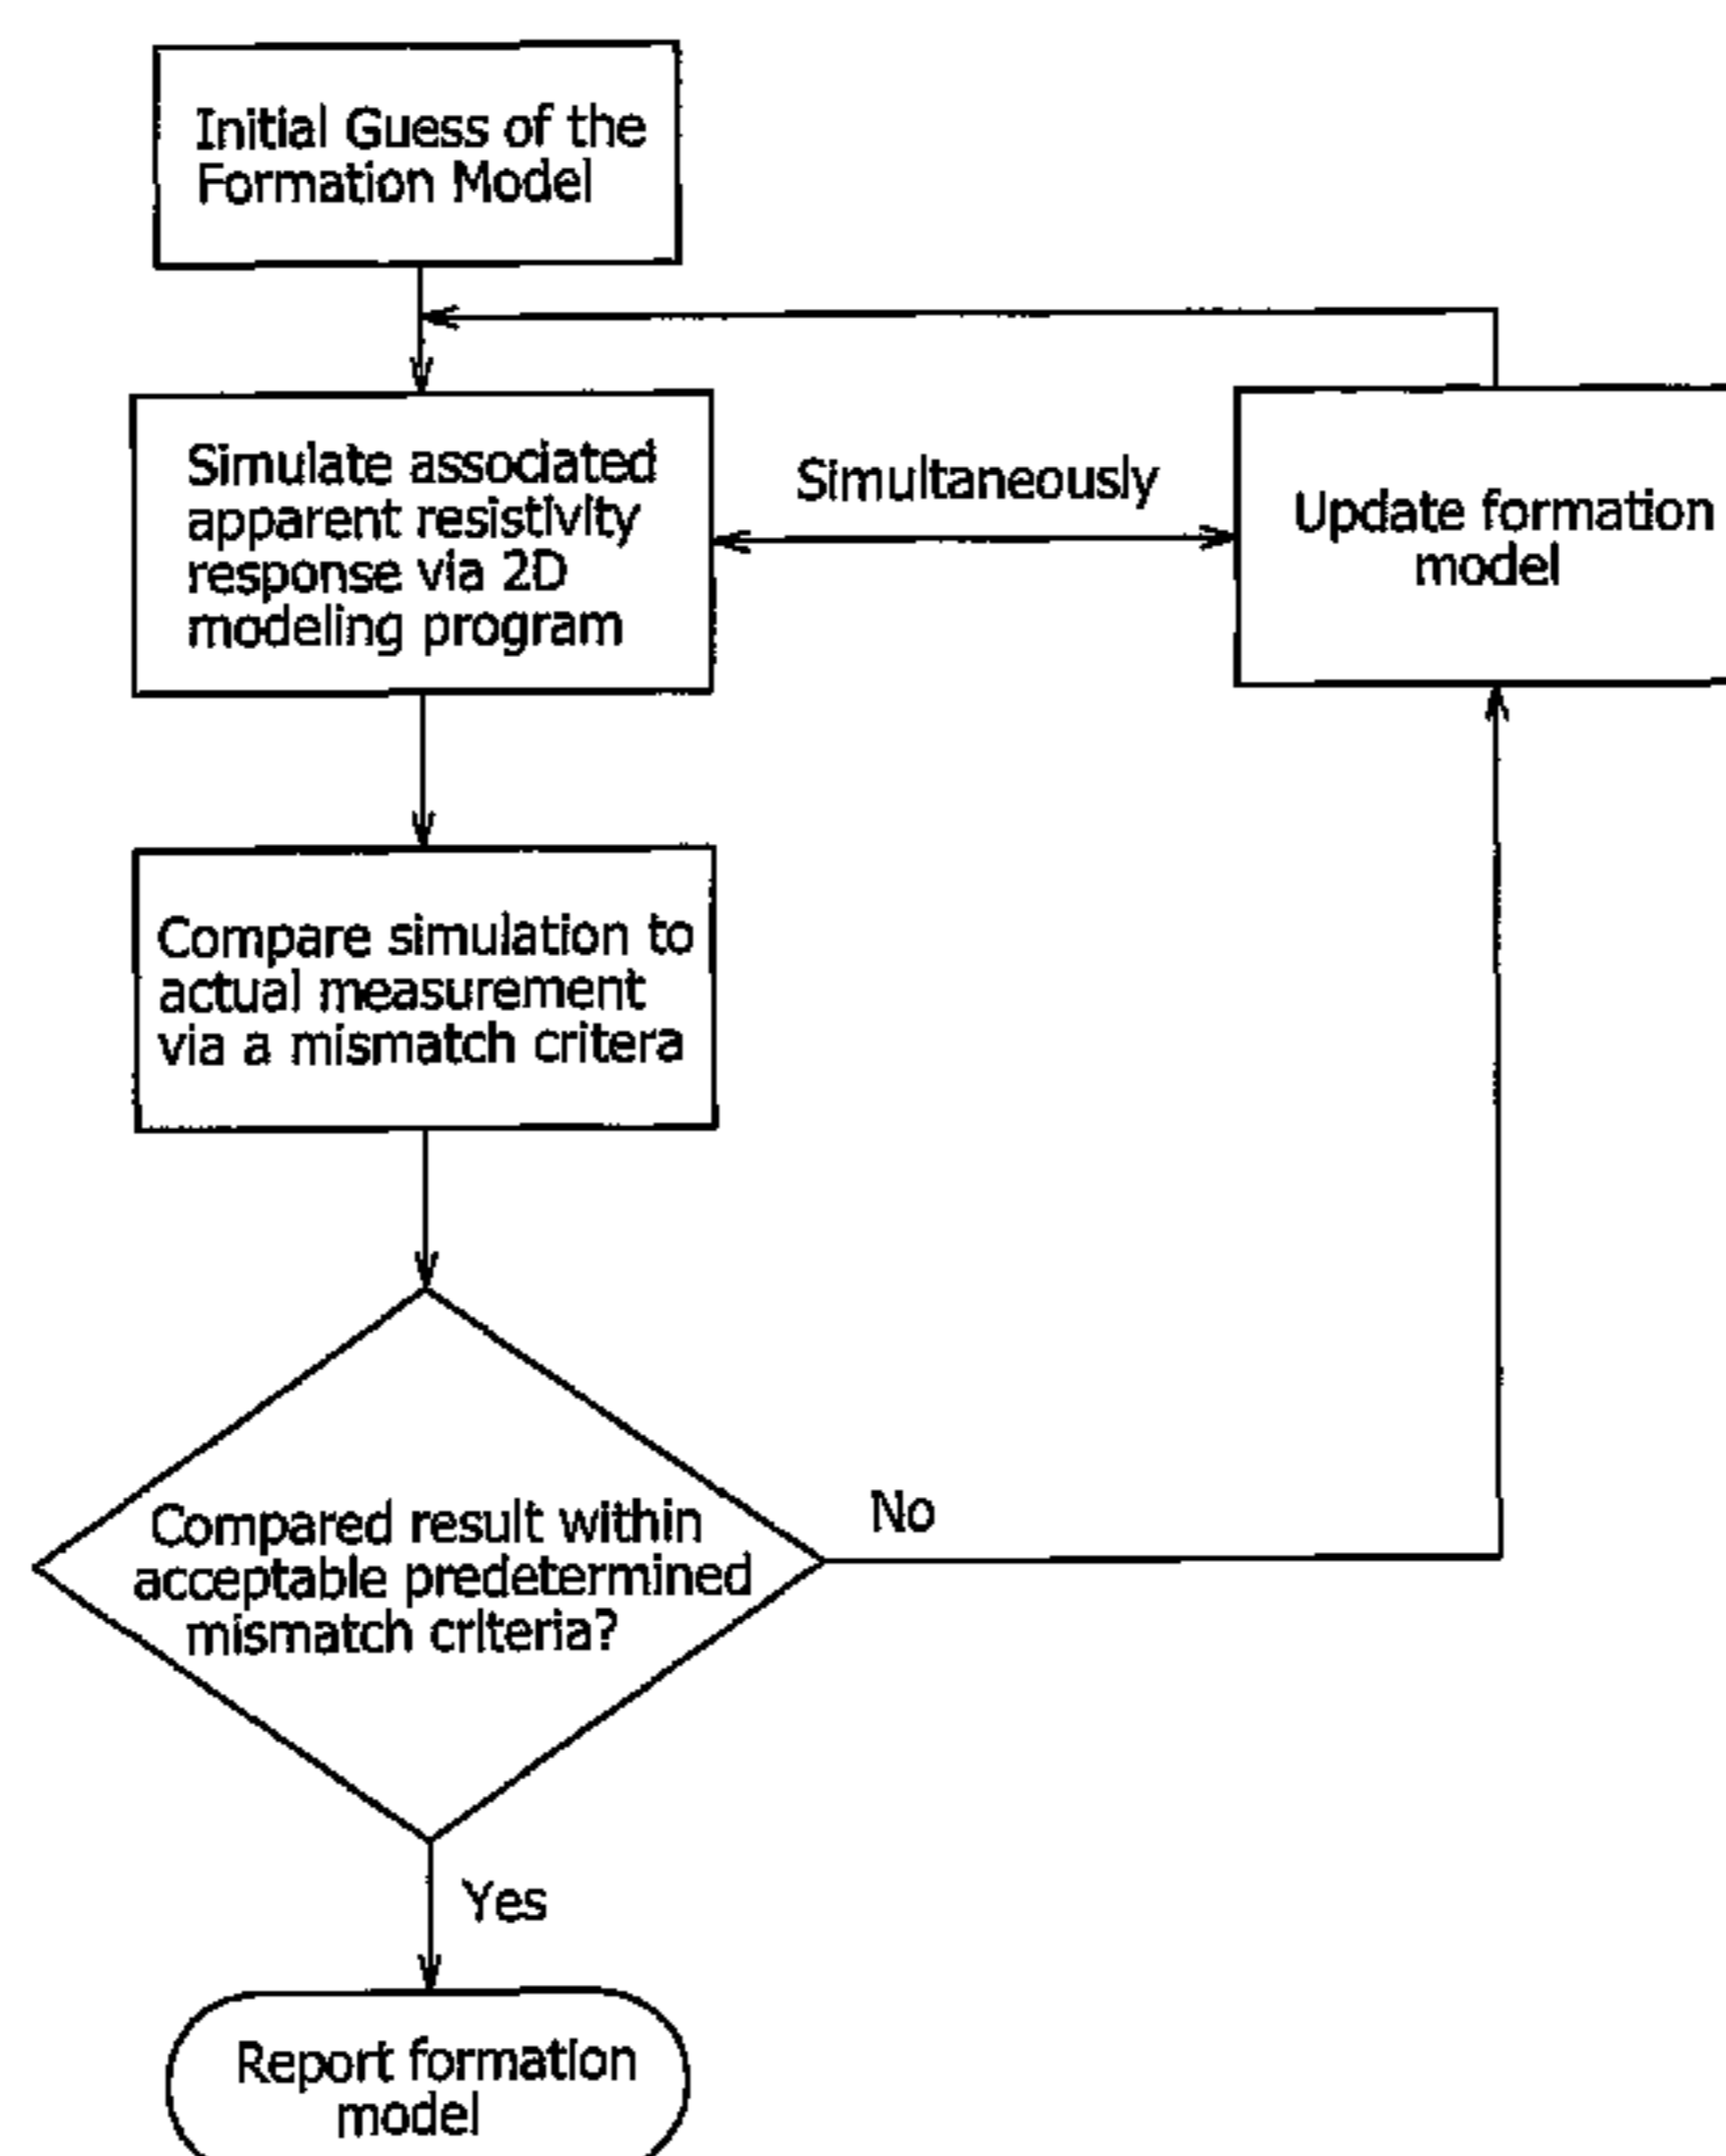 Initial Guess of the
Formation Model
Simulate associated
apparent resistivity
response via 2D
modeling program
Simultaneously
Update formation
model
Compare simulation to
actual measurement
via a mismatch critera
Compared result within
acceptable predetermined
mismatch criteria?
No
Yes
Report formation
model